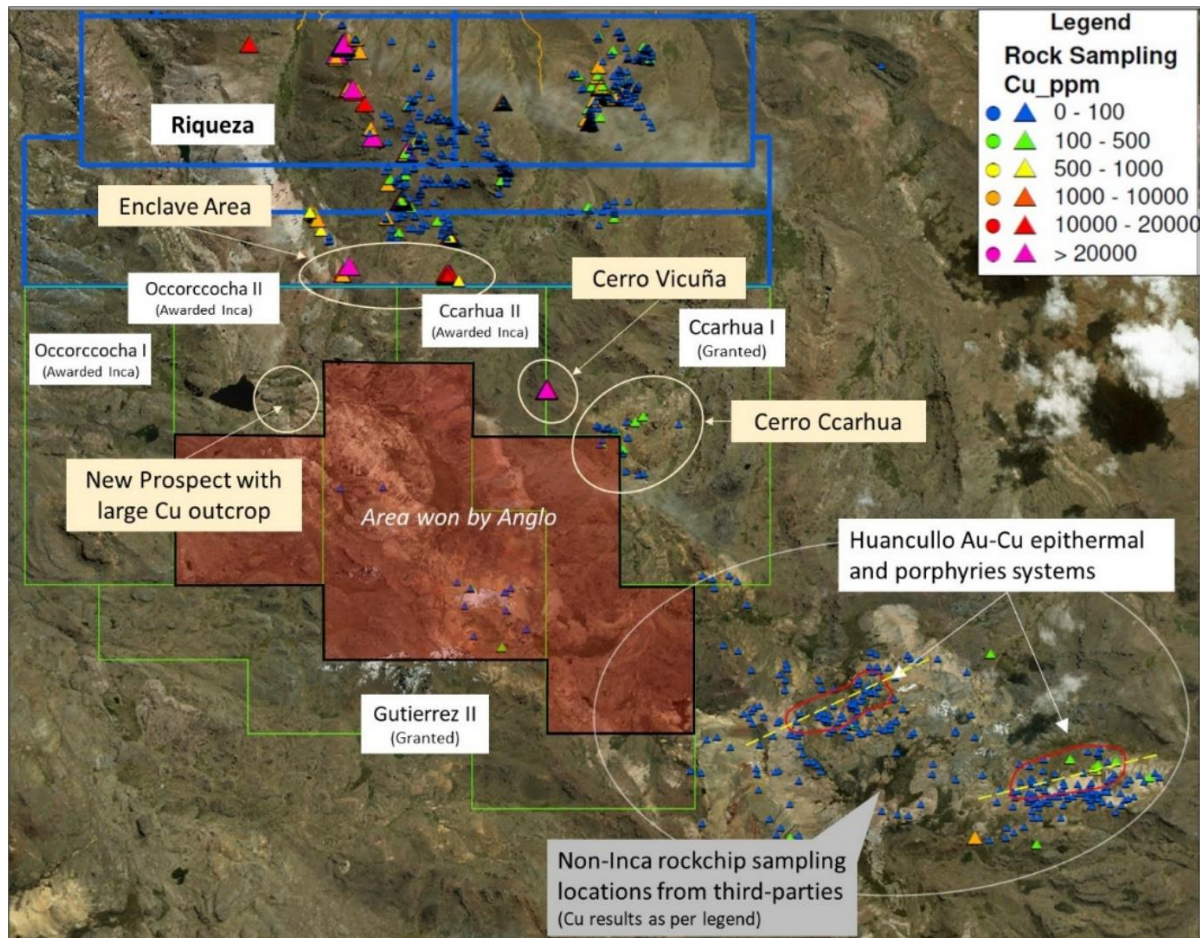 Legend
Rock Sampling
Cu_ppm
0 - 100
100 - 500
500 - 1000
1000 - 10000
10000 - 20000
> 20000
Riqueza
Enclave Area
Cerro Vicuña
Occorccocha II
(Awarded Inca)
Ccarhua II
(Awarded Inca)
Ccarhua I
(Granted)
Occorccocha I
(Awarded Inca)
Cerro Ccarhua
New Prospect with
large Cu outcrop
Area won by Anglo
Huancullo Au-Cu epithermal
and porphyries systems
Gutierrez II
(Granted)
Non-Inca rockchip sampling
locations from third-parties
(Cu results as per legend)